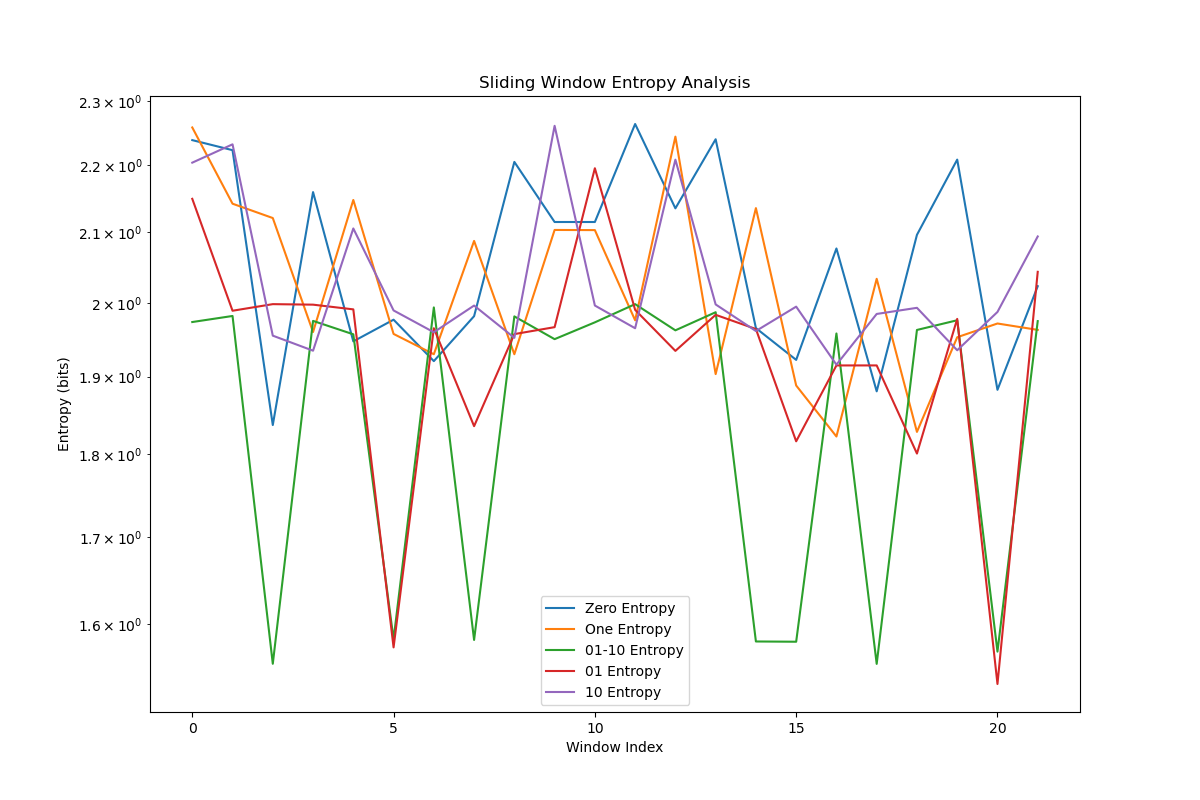 Sliding Window Entropy Analysis
2.3 × 10⁰
2.2 × 10⁰
2.1 × 10⁰
2 × 10⁰
1.9 × 10⁰
1.8 × 10⁰
1.7 × 10⁰
1.6 × 10⁰
Entropy (bits)
Zero Entropy
One Entropy
01-10 Entropy
01 Entropy
10 Entropy
0 5 10 15 20
Window Index